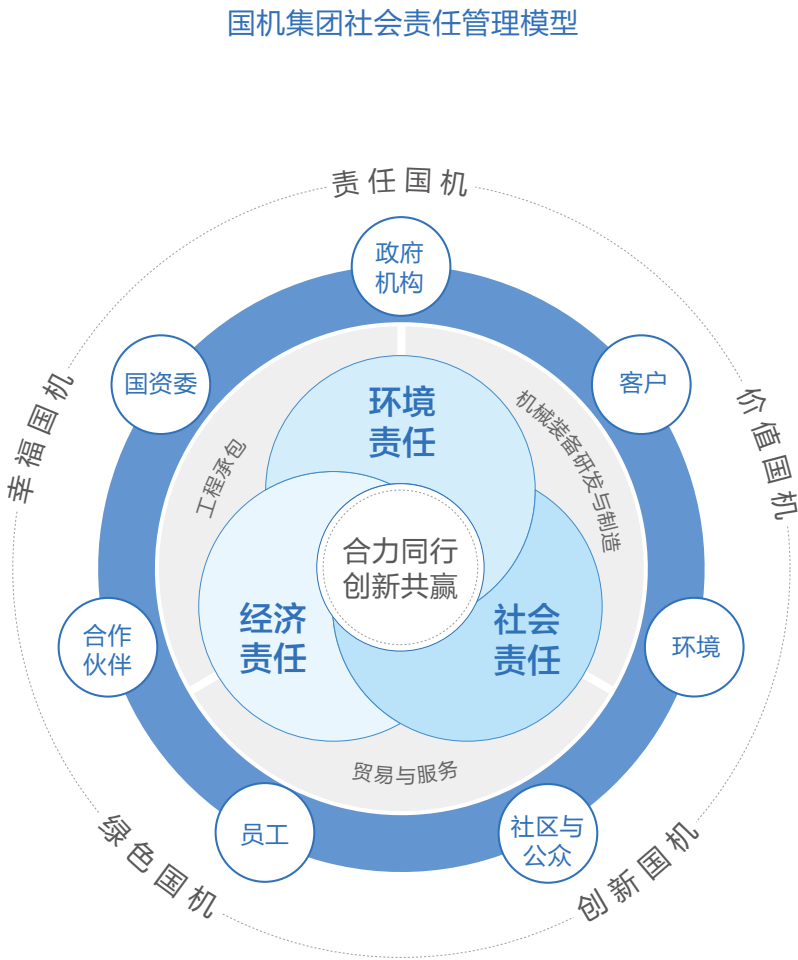 国机集团社会责任管理模型
责任国机
政府
机构
国资委
客户
幸福国机
价值国机
环境
责任
机械装备研发与制造
工程承包
合力同行
创新共赢
经济
责任
社会
责任
合作
伙伴
环境
贸易与服务
员工
社区与
公众
绿色国机
创新国机